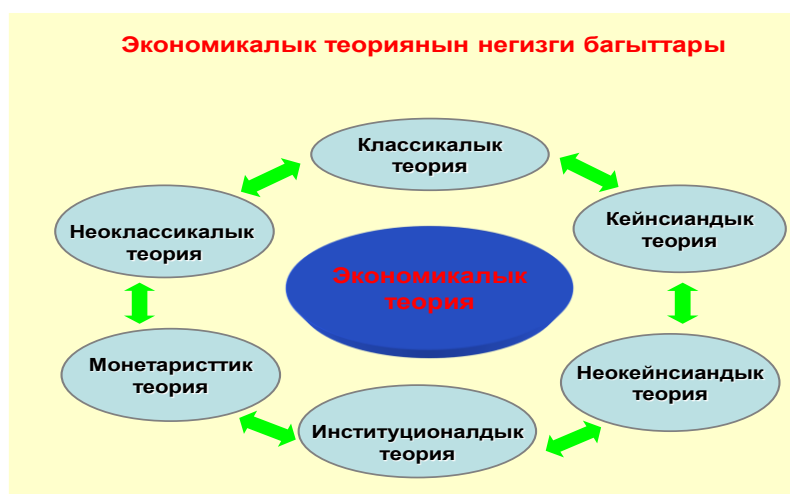 Экономикалык теориянын негизги багыттары
Классикалык
теория
Неоклассикалык
теория
Кейнсиандык
теория
Экономикалык
теория
Монетаристтик
теория
Неокейнсиандык
теория
Институционалдык
теория